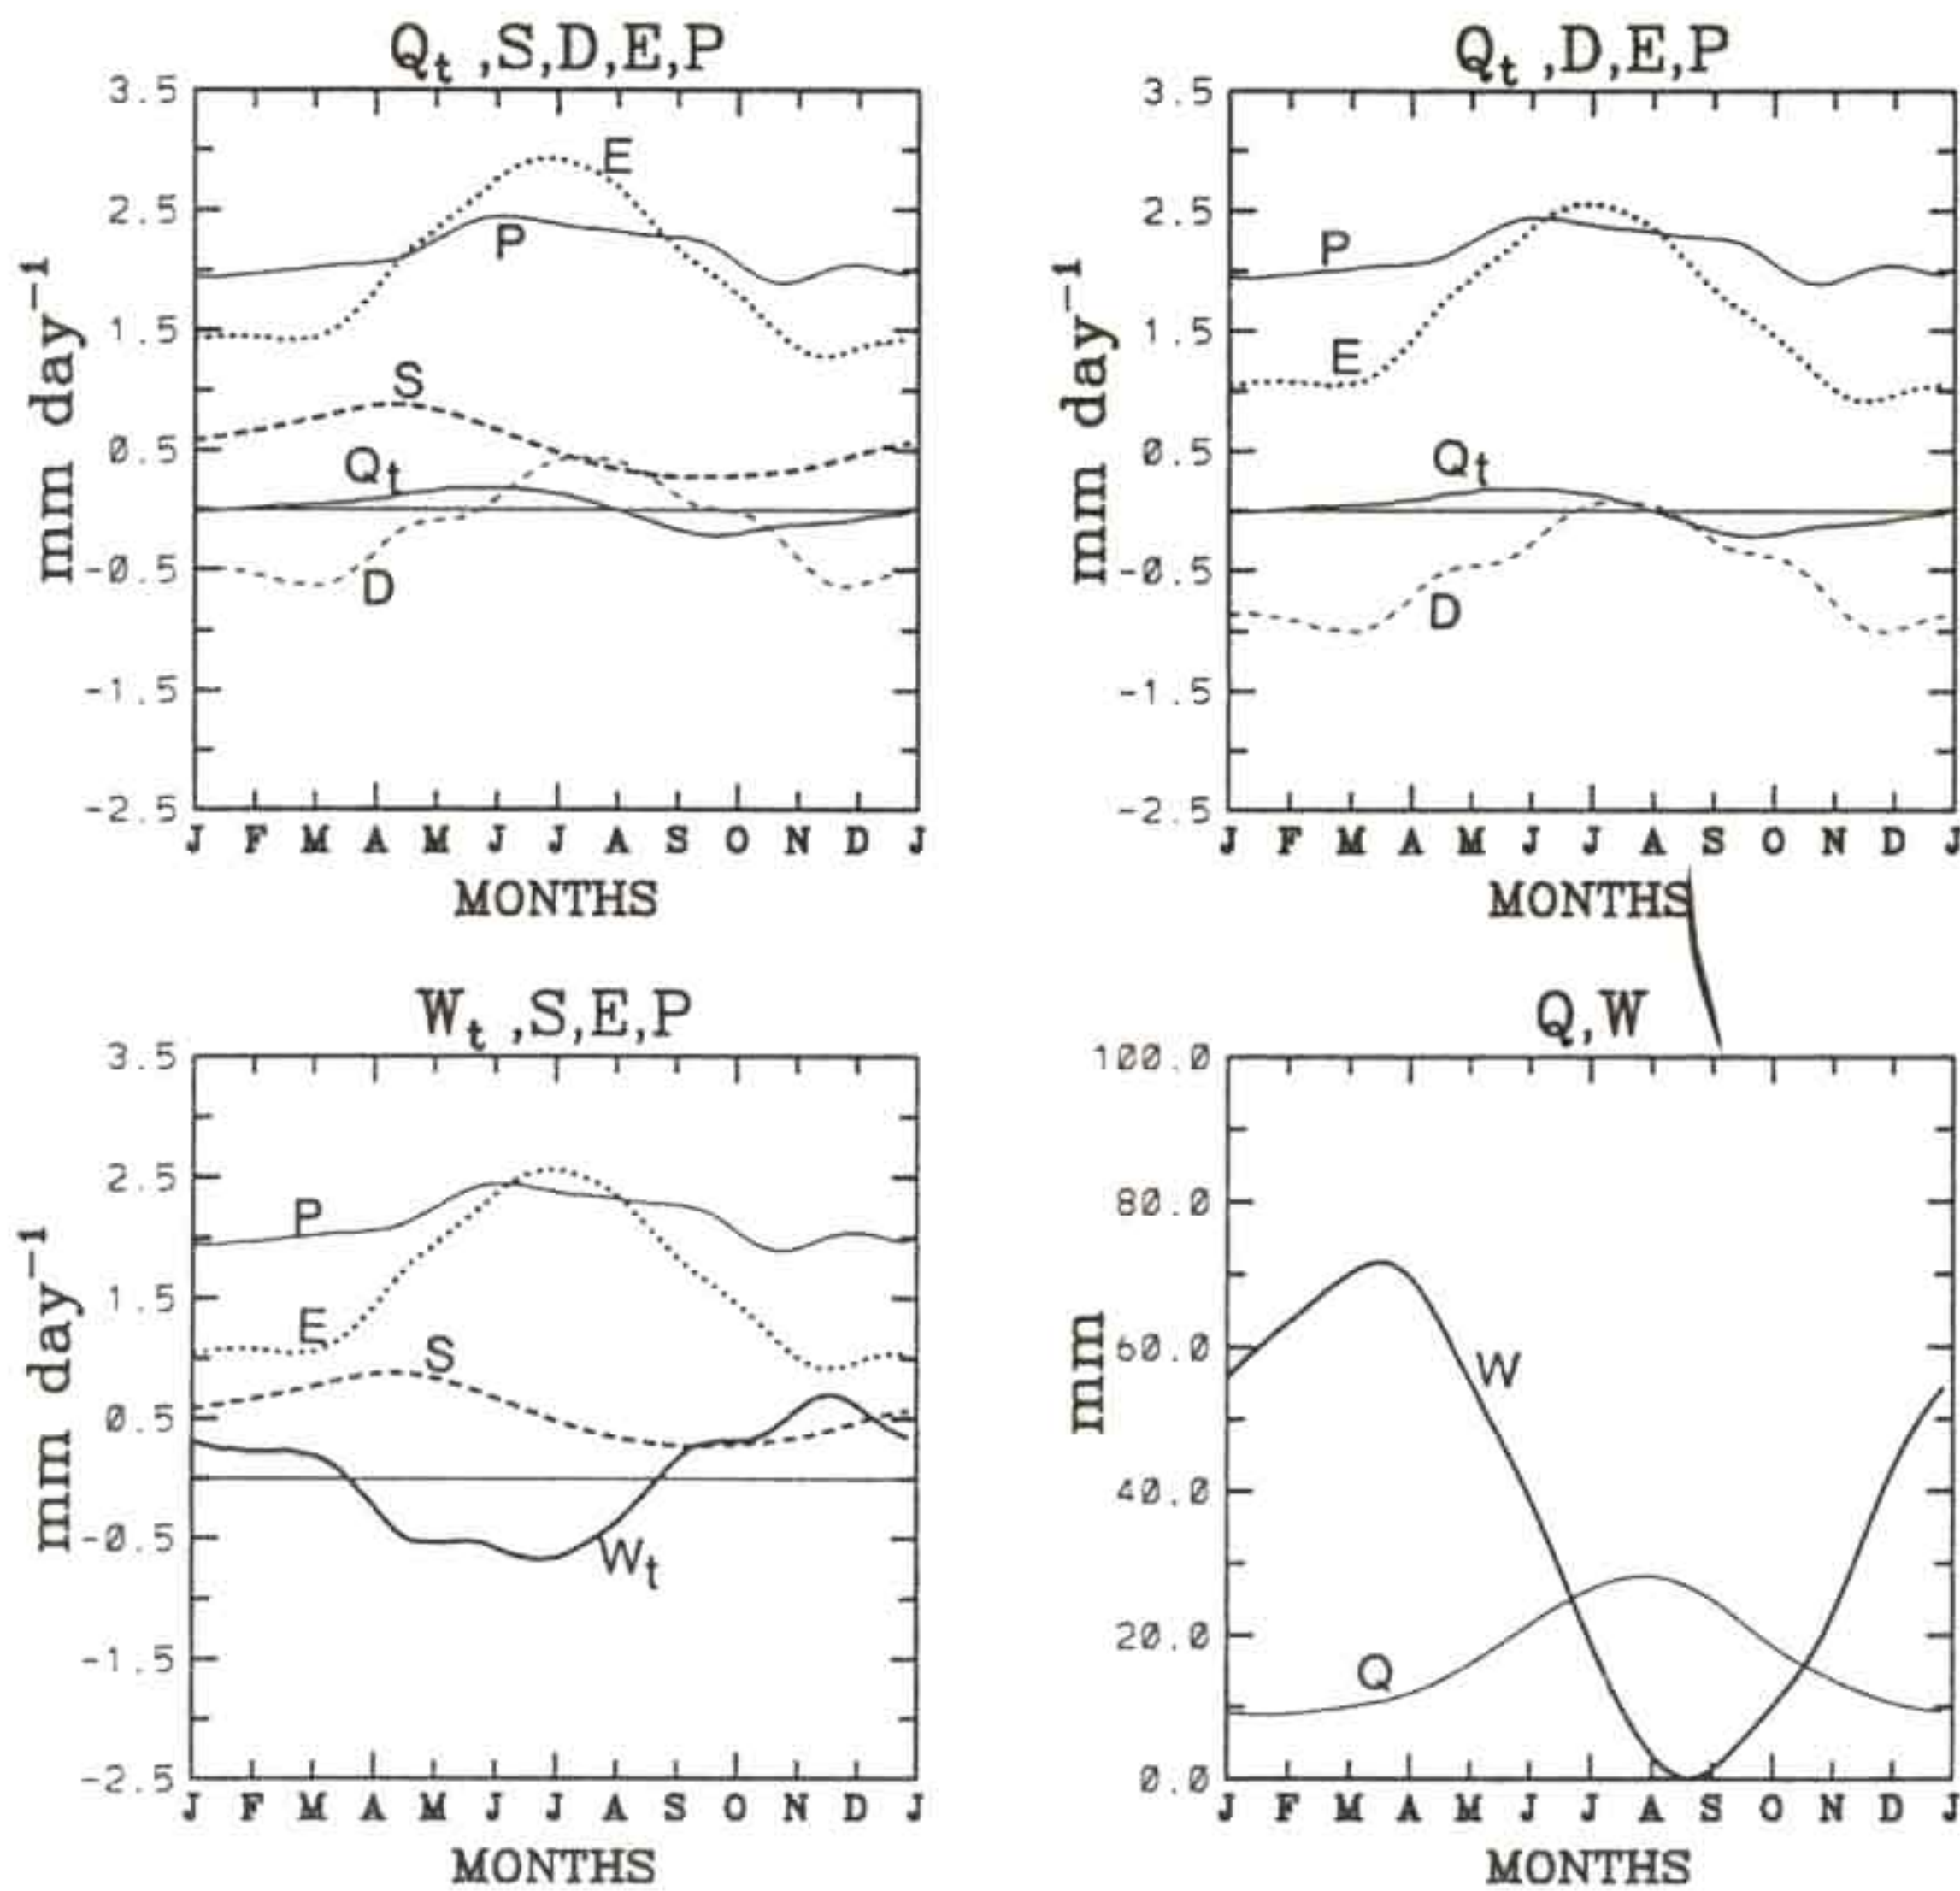 Qt ,S,D,E,P
mm day−1
3.5
2.5
1.5
0.5
-0.5
-1.5
-2.5
E
P
S
Qt
D
J F M A M J J A S O N D J
MONTHS
Qt ,D,E,P
mm day−1
3.5
2.5
1.5
0.5
-0.5
-1.5
-2.5
P
E
Qt
D
J F M A M J J A S O N D J
MONTHS
Wt ,S,E,P
mm day−1
3.5
2.5
1.5
0.5
-0.5
-1.5
-2.5
P
E
S
Wt
J F M A M J J A S O N D J
MONTHS
Q,W
mm
100.0
80.0
60.0
40.0
20.0
0.0
W
Q
J F M A M J J A S O N D J
MONTHS